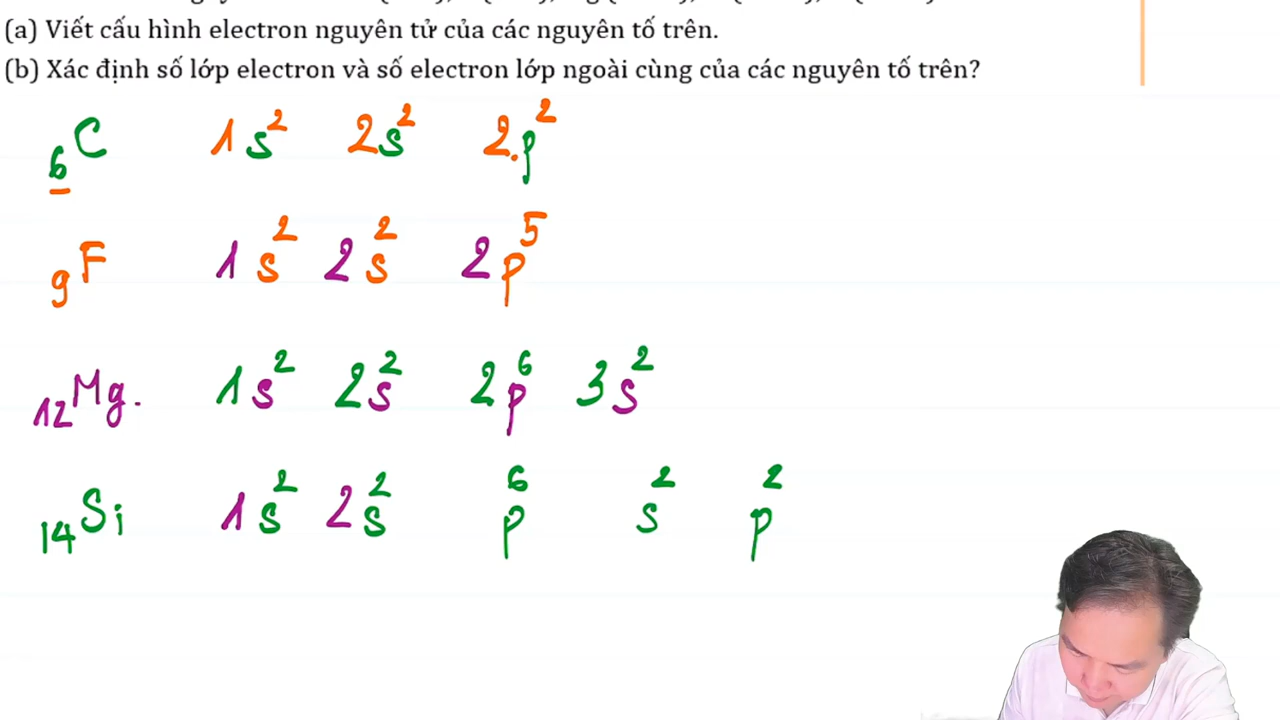 (a) Viết cấu hình electron nguyên tử của các nguyên tố trên.
(b) Xác định số lớp electron và số electron lớp ngoài cùng của các nguyên tố trên?
₆C 1s² 2s² 2p²
₉F 1s² 2s² 2p⁵
₁₂Mg. 1s² 2s² 2p⁶ 3s²
₁₄Si 1s² 2s² p⁶ s² p²